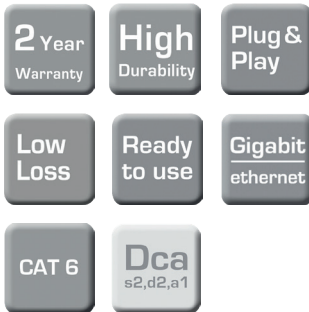 2 Year
Warranty
High
Durability
Plug &
Play
Low
Loss
Ready
to use
Gigabit
ethernet
CAT 6
Dca
s2,d2,a1